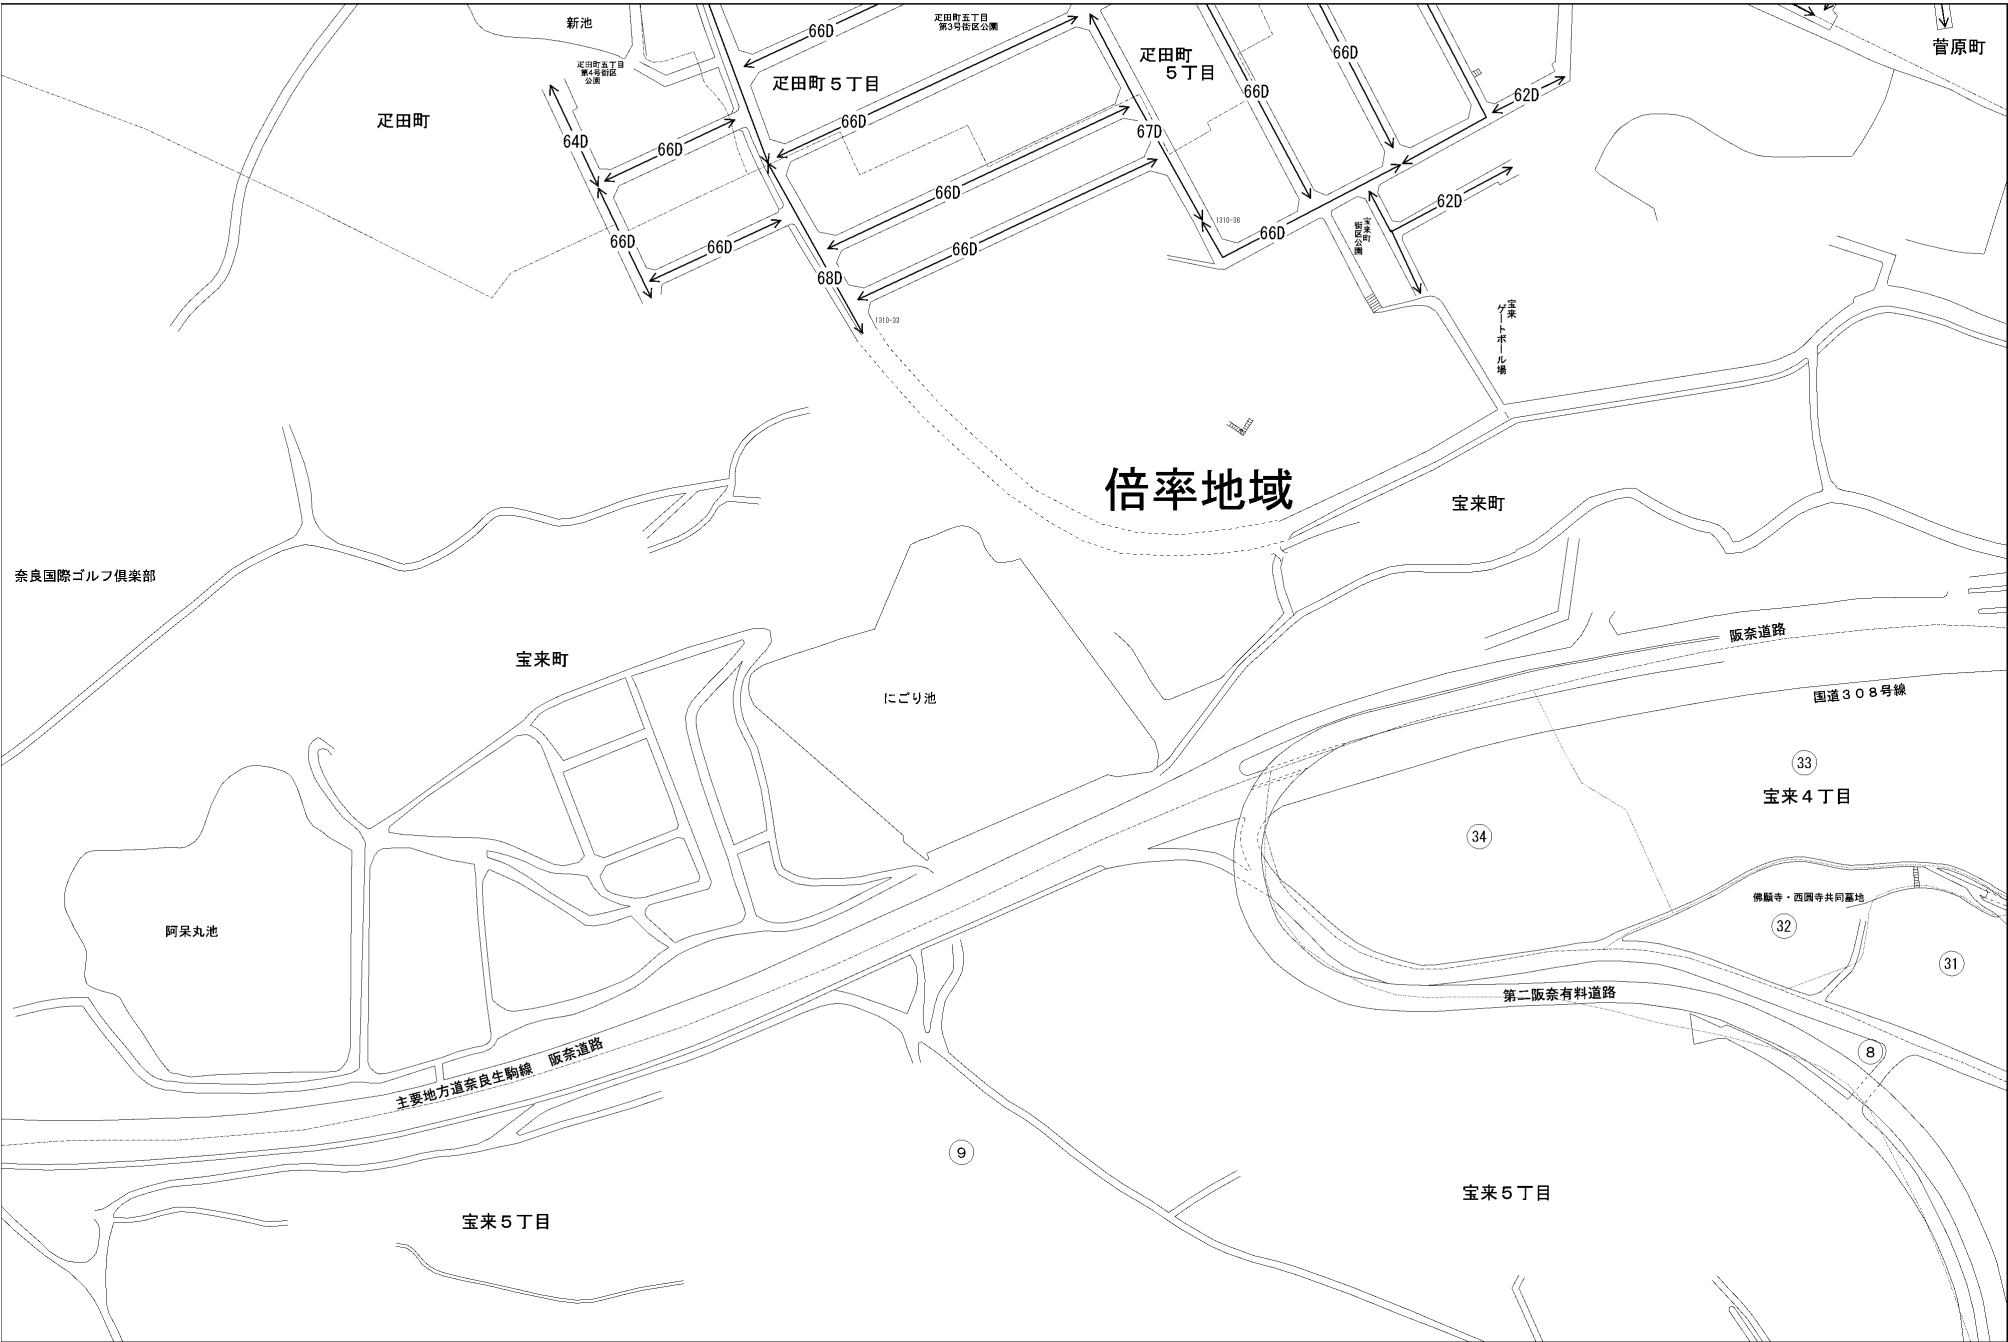 新池
66D
疋田町五丁目
第3号街区公園
疋田町
５丁目
66D
菅原町
疋田町五丁目
第4号街区
公園
疋田町５丁目
66D
62D
疋田町
66D
67D
64D
66D
66D
62D
1310-36
宝来町
街区公園
66D
66D
66D
66D
68D
1310-33
宝来
ゲートボール場
倍率地域
宝来町
奈良国際ゴルフ倶楽部
宝来町
阪奈道路
にごり池
国道３０８号線
33
宝来４丁目
34
佛願寺・西圓寺共同墓地
32
阿呆丸池
31
第二阪奈有料道路
8
主要地方道奈良生駒線　阪奈道路
9
宝来５丁目
宝来５丁目